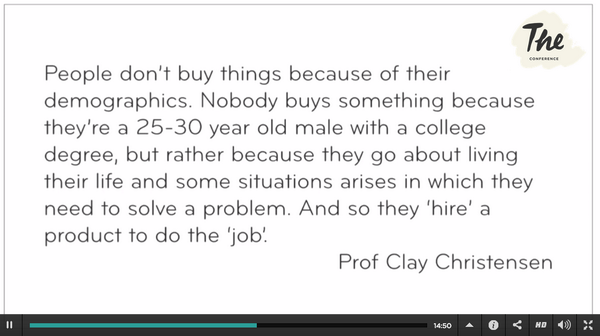 The
CONFERENCE
People don't buy things because of their
demographics. Nobody buys something because
they're a 25-30 year old male with a college
degree, but rather because they go about living
their life and some situations arises in which they
need to solve a problem. And so they 'hire' a
product to do the 'job'.
Prof Clay Christensen
14:50
HD